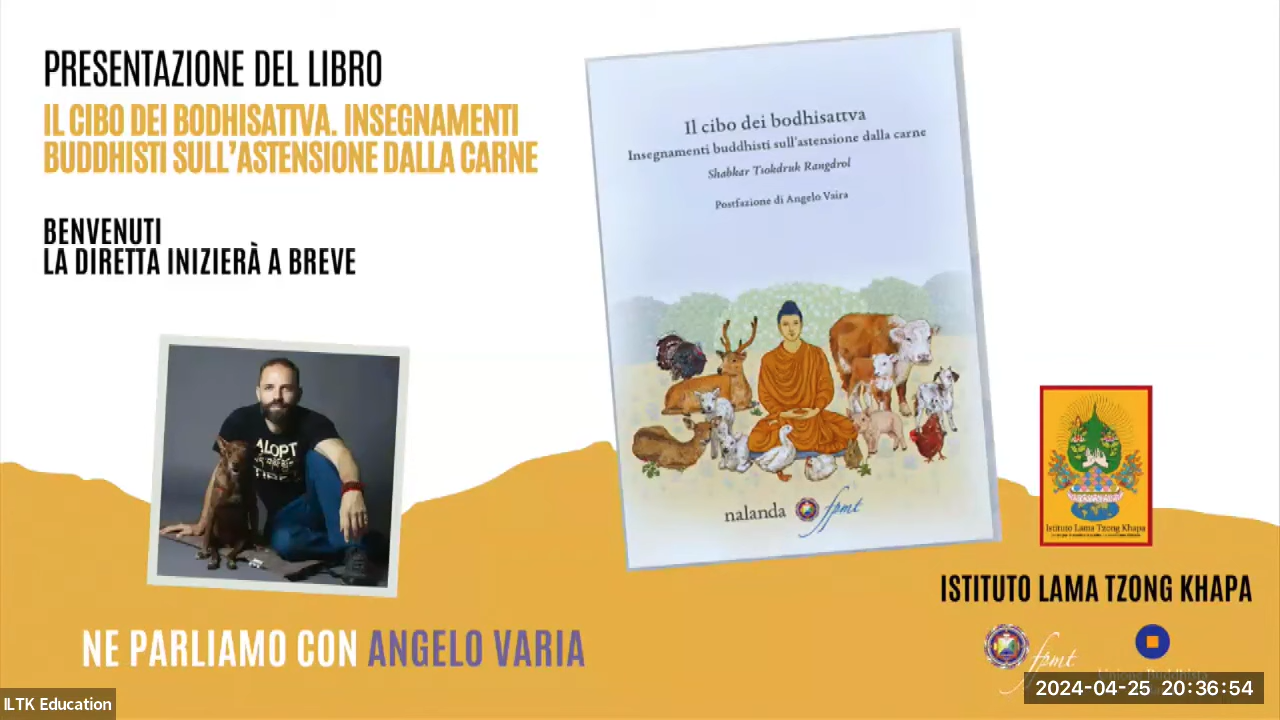 PRESENTAZIONE DEL LIBRO
IL CIBO DEI BODHISATTVA. INSEGNAMENTI
BUDDHISTI SULL'ASTENSIONE DALLA CARNE
BENVENUTI
LA DIRETTA INIZIERÀ A BREVE
Il cibo dei bodhisattva
Insegnamenti buddhisti sull'astensione dalla carne
Shabkar Tsokdruk Rangdrol
Postfazione di Angelo Vaira
nalanda fpmt
Istituto Lama Tzong Khapa
ISTITUTO LAMA TZONG KHAPA
NE PARLIAMO CON ANGELO VARIA
fpmt
ILTK Education
2024-04-25 20:36:54